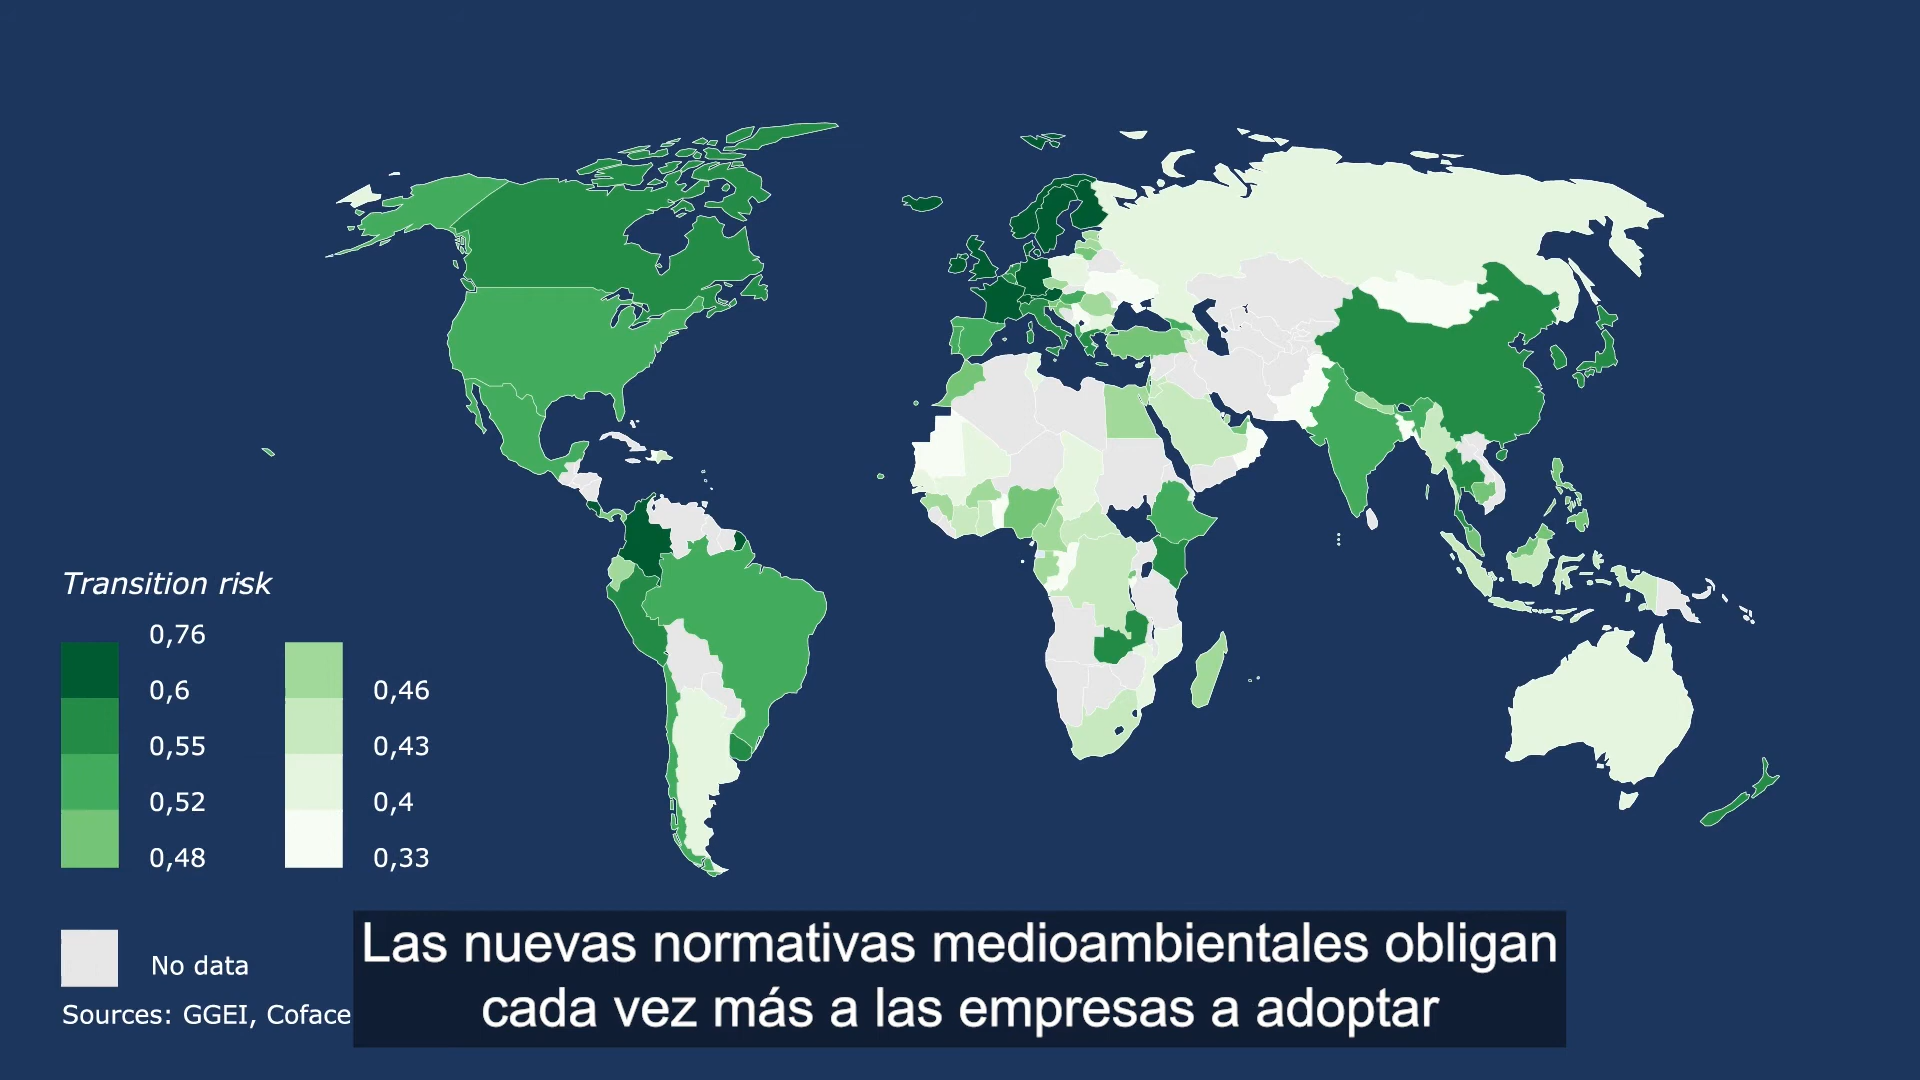 Transition risk
0,76
0,6
0,55
0,52
0,48
0,46
0,43
0,4
0,33
No data
Sources: GGEI, Coface
Las nuevas normativas medioambientales obligan
cada vez más a las empresas a adoptar